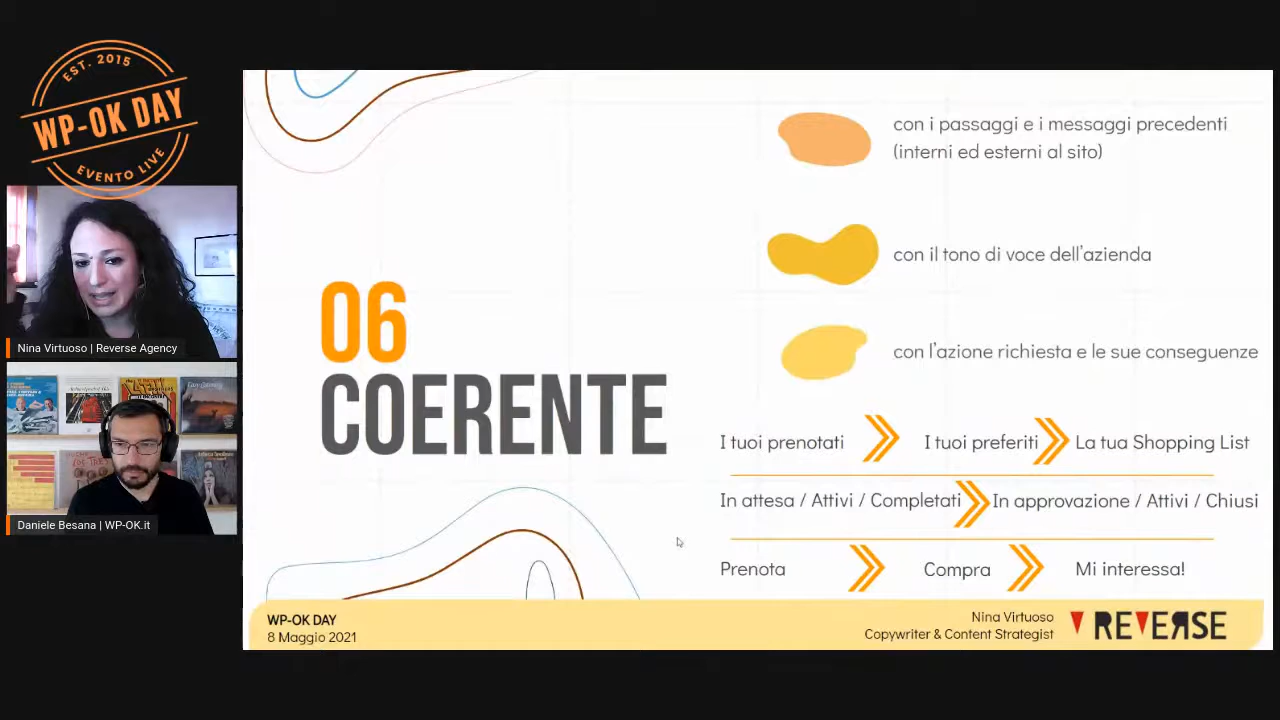 EST. 2015
WP-OK DAY
EVENTO LIVE
Nina Virtuoso | Reverse Agency
Daniele Besana | WP-OK.it
06
COERENTE
con i passaggi e i messaggi precedenti
(interni ed esterni al sito)
con il tono di voce dell'azienda
con l'azione richiesta e le sue conseguenze
I tuoi prenotati I tuoi preferiti La tua Shopping List
In attesa / Attivi / Completati In approvazione / Attivi / Chiusi
Prenota Compra Mi interessa!
WP-OK DAY
8 Maggio 2021
Nina Virtuoso
Copywriter & Content Strategist
REVERSE